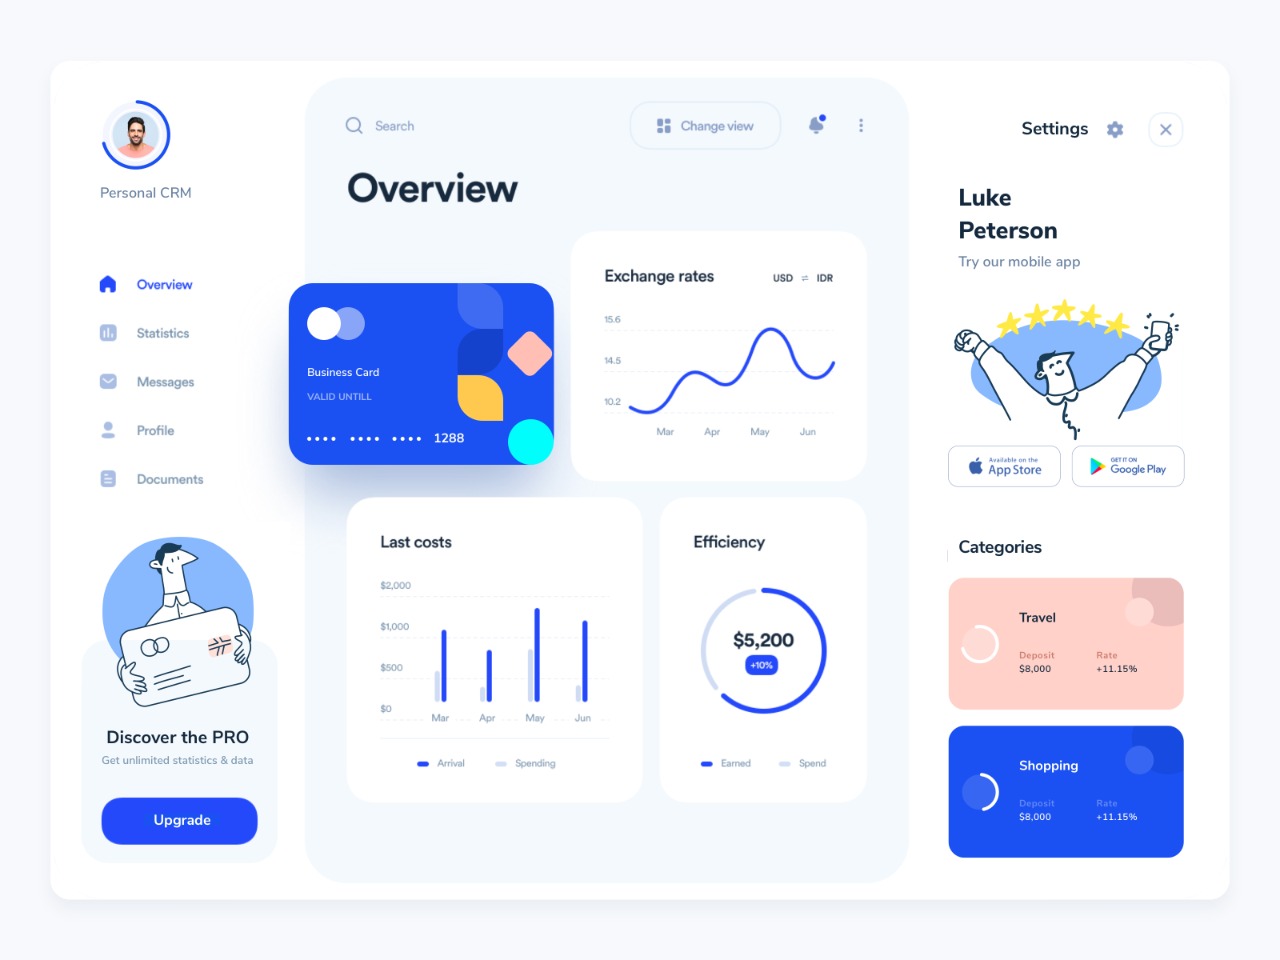 Personal CRM
Overview
Statistics
Messages
Profile
Documents
Discover the PRO
Get unlimited statistics & data
Upgrade
Search
Change view
Overview
Business Card
VALID UNTILL
•••• •••• •••• 1288
Exchange rates
USD ⇌ IDR
15.6
14.5
10.2
Mar Apr May Jun
Last costs
$2,000
$1,000
$500
$0
Mar Apr May Jun
Arrival Spending
Efficiency
$5,200
+10%
Earned Spend
Settings
Luke
Peterson
Try our mobile app
Available on the
App Store
GET IT ON
Google Play
Categories
Travel
Deposit Rate
$8,000 +11.15%
Shopping
Deposit Rate
$8,000 +11.15%